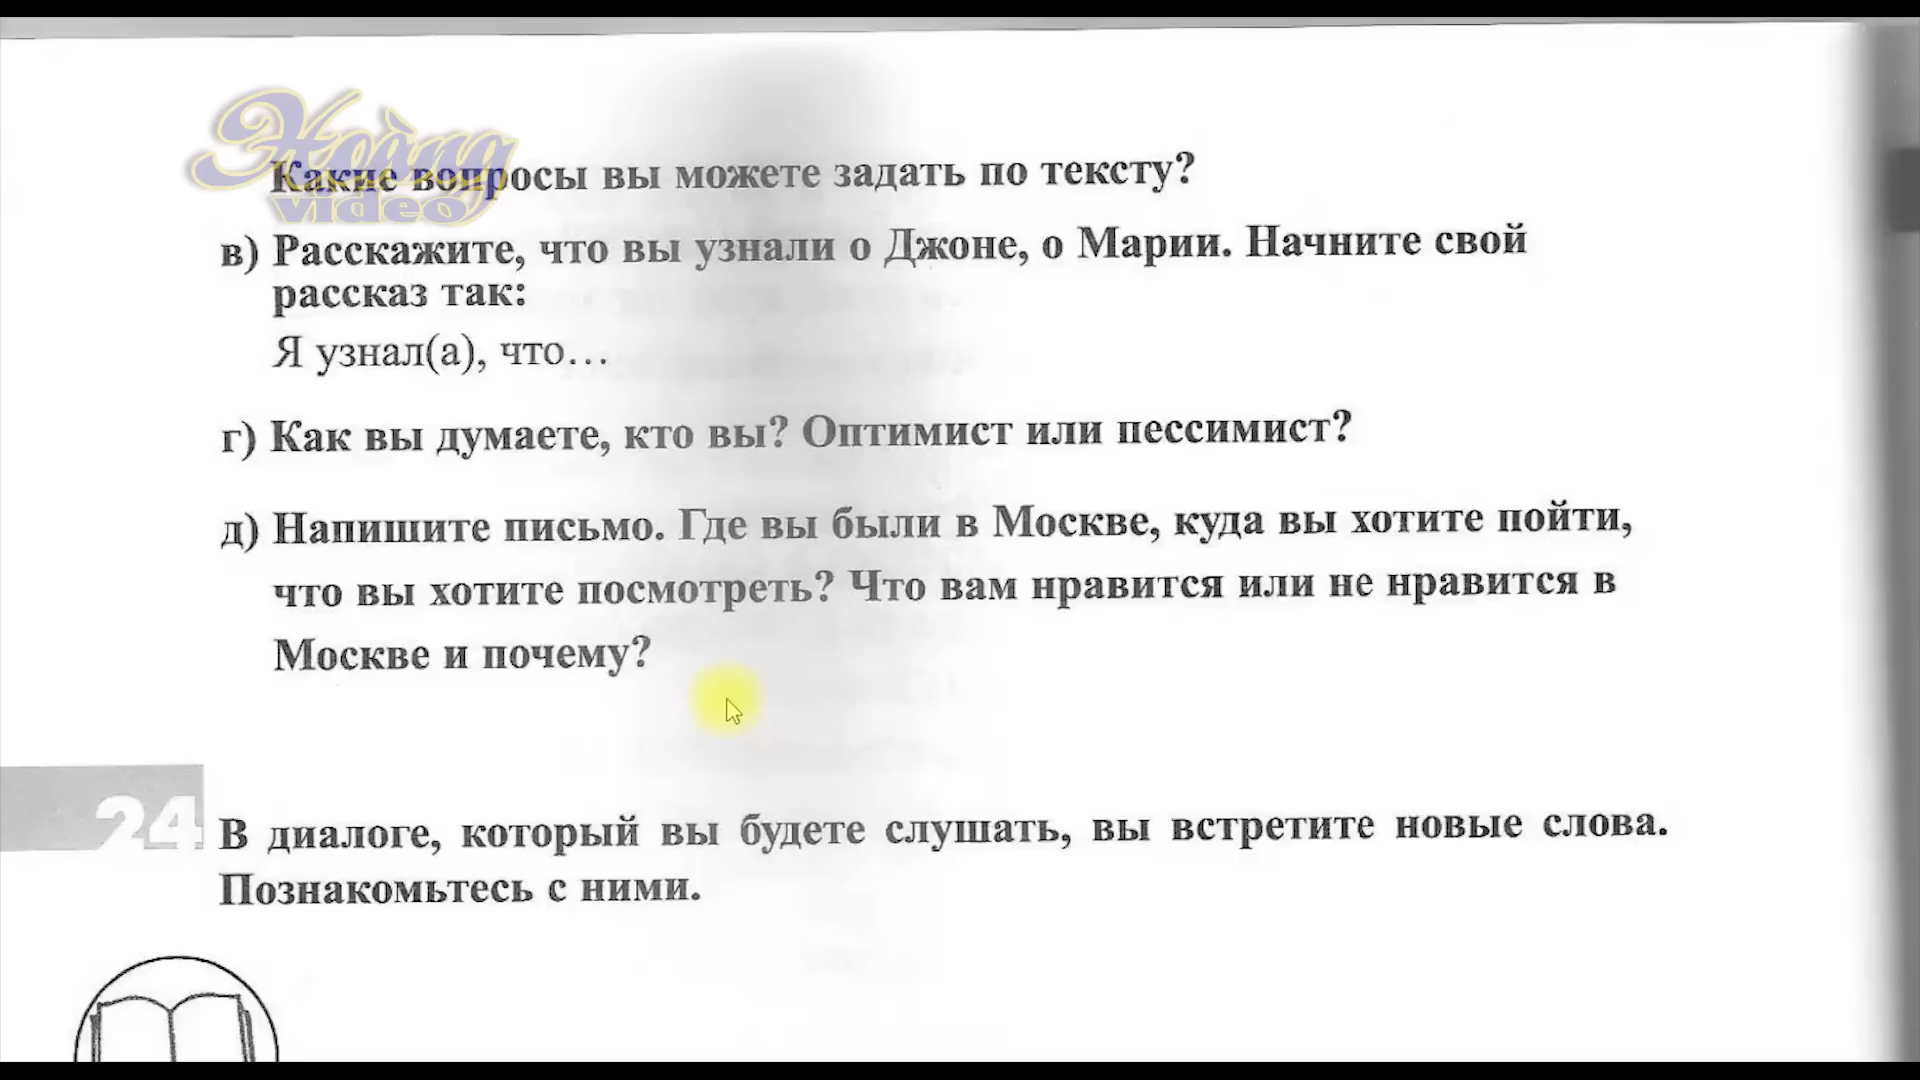 Hoàng
video
Какие вопросы вы можете задать по тексту?
в) Расскажите, что вы узнали о Джоне, о Марии. Начните свой
рассказ так:
Я узнал(а), что…
г) Как вы думаете, кто вы? Оптимист или пессимист?
д) Напишите письмо. Где вы были в Москве, куда вы хотите пойти,
что вы хотите посмотреть? Что вам нравится или не нравится в
Москве и почему?
24
В диалоге, который вы будете слушать, вы встретите новые слова.
Познакомьтесь с ними.